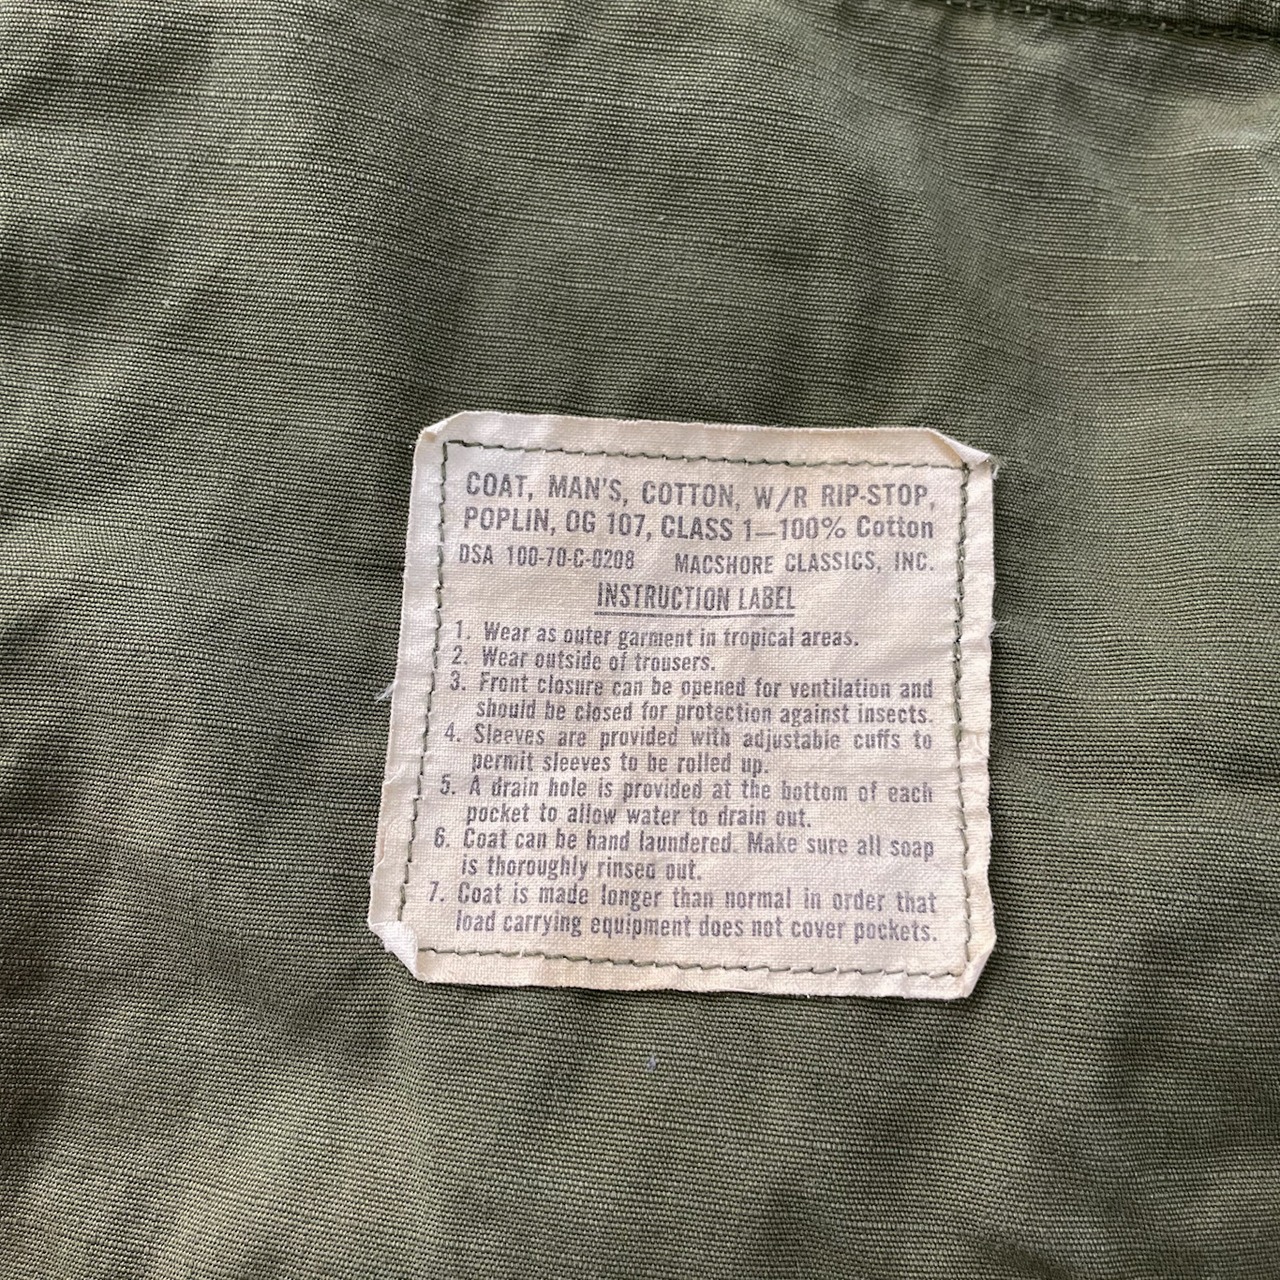 COAT, MAN'S, COTTON, W/R RIP-STOP,
POPLIN, OG 107, CLASS 1—100% Cotton
DSA 100-70-C-0208 MACSHORE CLASSICS, INC.
INSTRUCTION LABEL
1. Wear as outer garment in tropical areas.
2. Wear outside of trousers.
3. Front closure can be opened for ventilation and
should be closed for protection against insects.
4. Sleeves are provided with adjustable cuffs to
permit sleeves to be rolled up.
5. A drain hole is provided at the bottom of each
pocket to allow water to drain out.
6. Coat can be hand laundered. Make sure all soap
is thoroughly rinsed out.
7. Coat is made longer than normal in order that
load carrying equipment does not cover pockets.